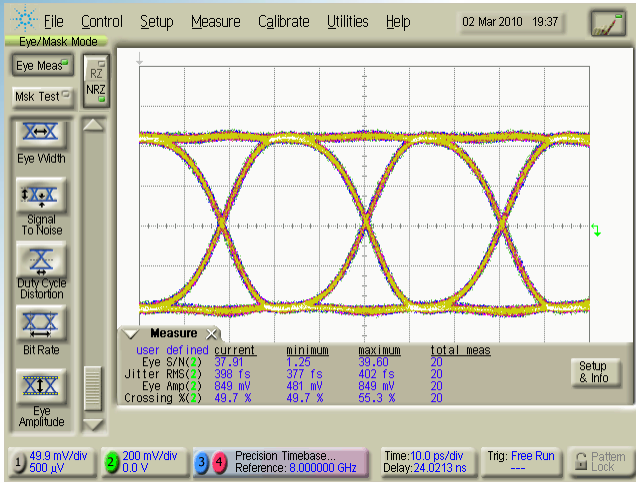 File Control Setup Measure Calibrate Utilities Help 02 Mar 2010 19:37
Eye/Mask Mode
Eye Meas
RZ
NRZ
Msk Test
Eye Width
Signal
To Noise
Duty Cycle
Distortion
Bit Rate
Eye
Amplitude
Measure
user defined current minimum maximum total meas
Eye S/N(2) 37.91 1.25 39.60 20
Jitter RMS(2) 398 fs 377 fs 402 fs 20
Eye Amp(2) 849 mV 481 mV 849 mV 20
Crossing %(2) 49.7 % 49.7 % 55.3 % 20
Setup
& Info
1 49.9 mV/div
500 µV
2 200 mV/div
0.0 V
3 4 Precision Timebase...
Reference: 8.000000 GHz
Time:10.0 ps/div
Delay:24.0213 ns
Trig: Free Run
---
Pattern
Lock